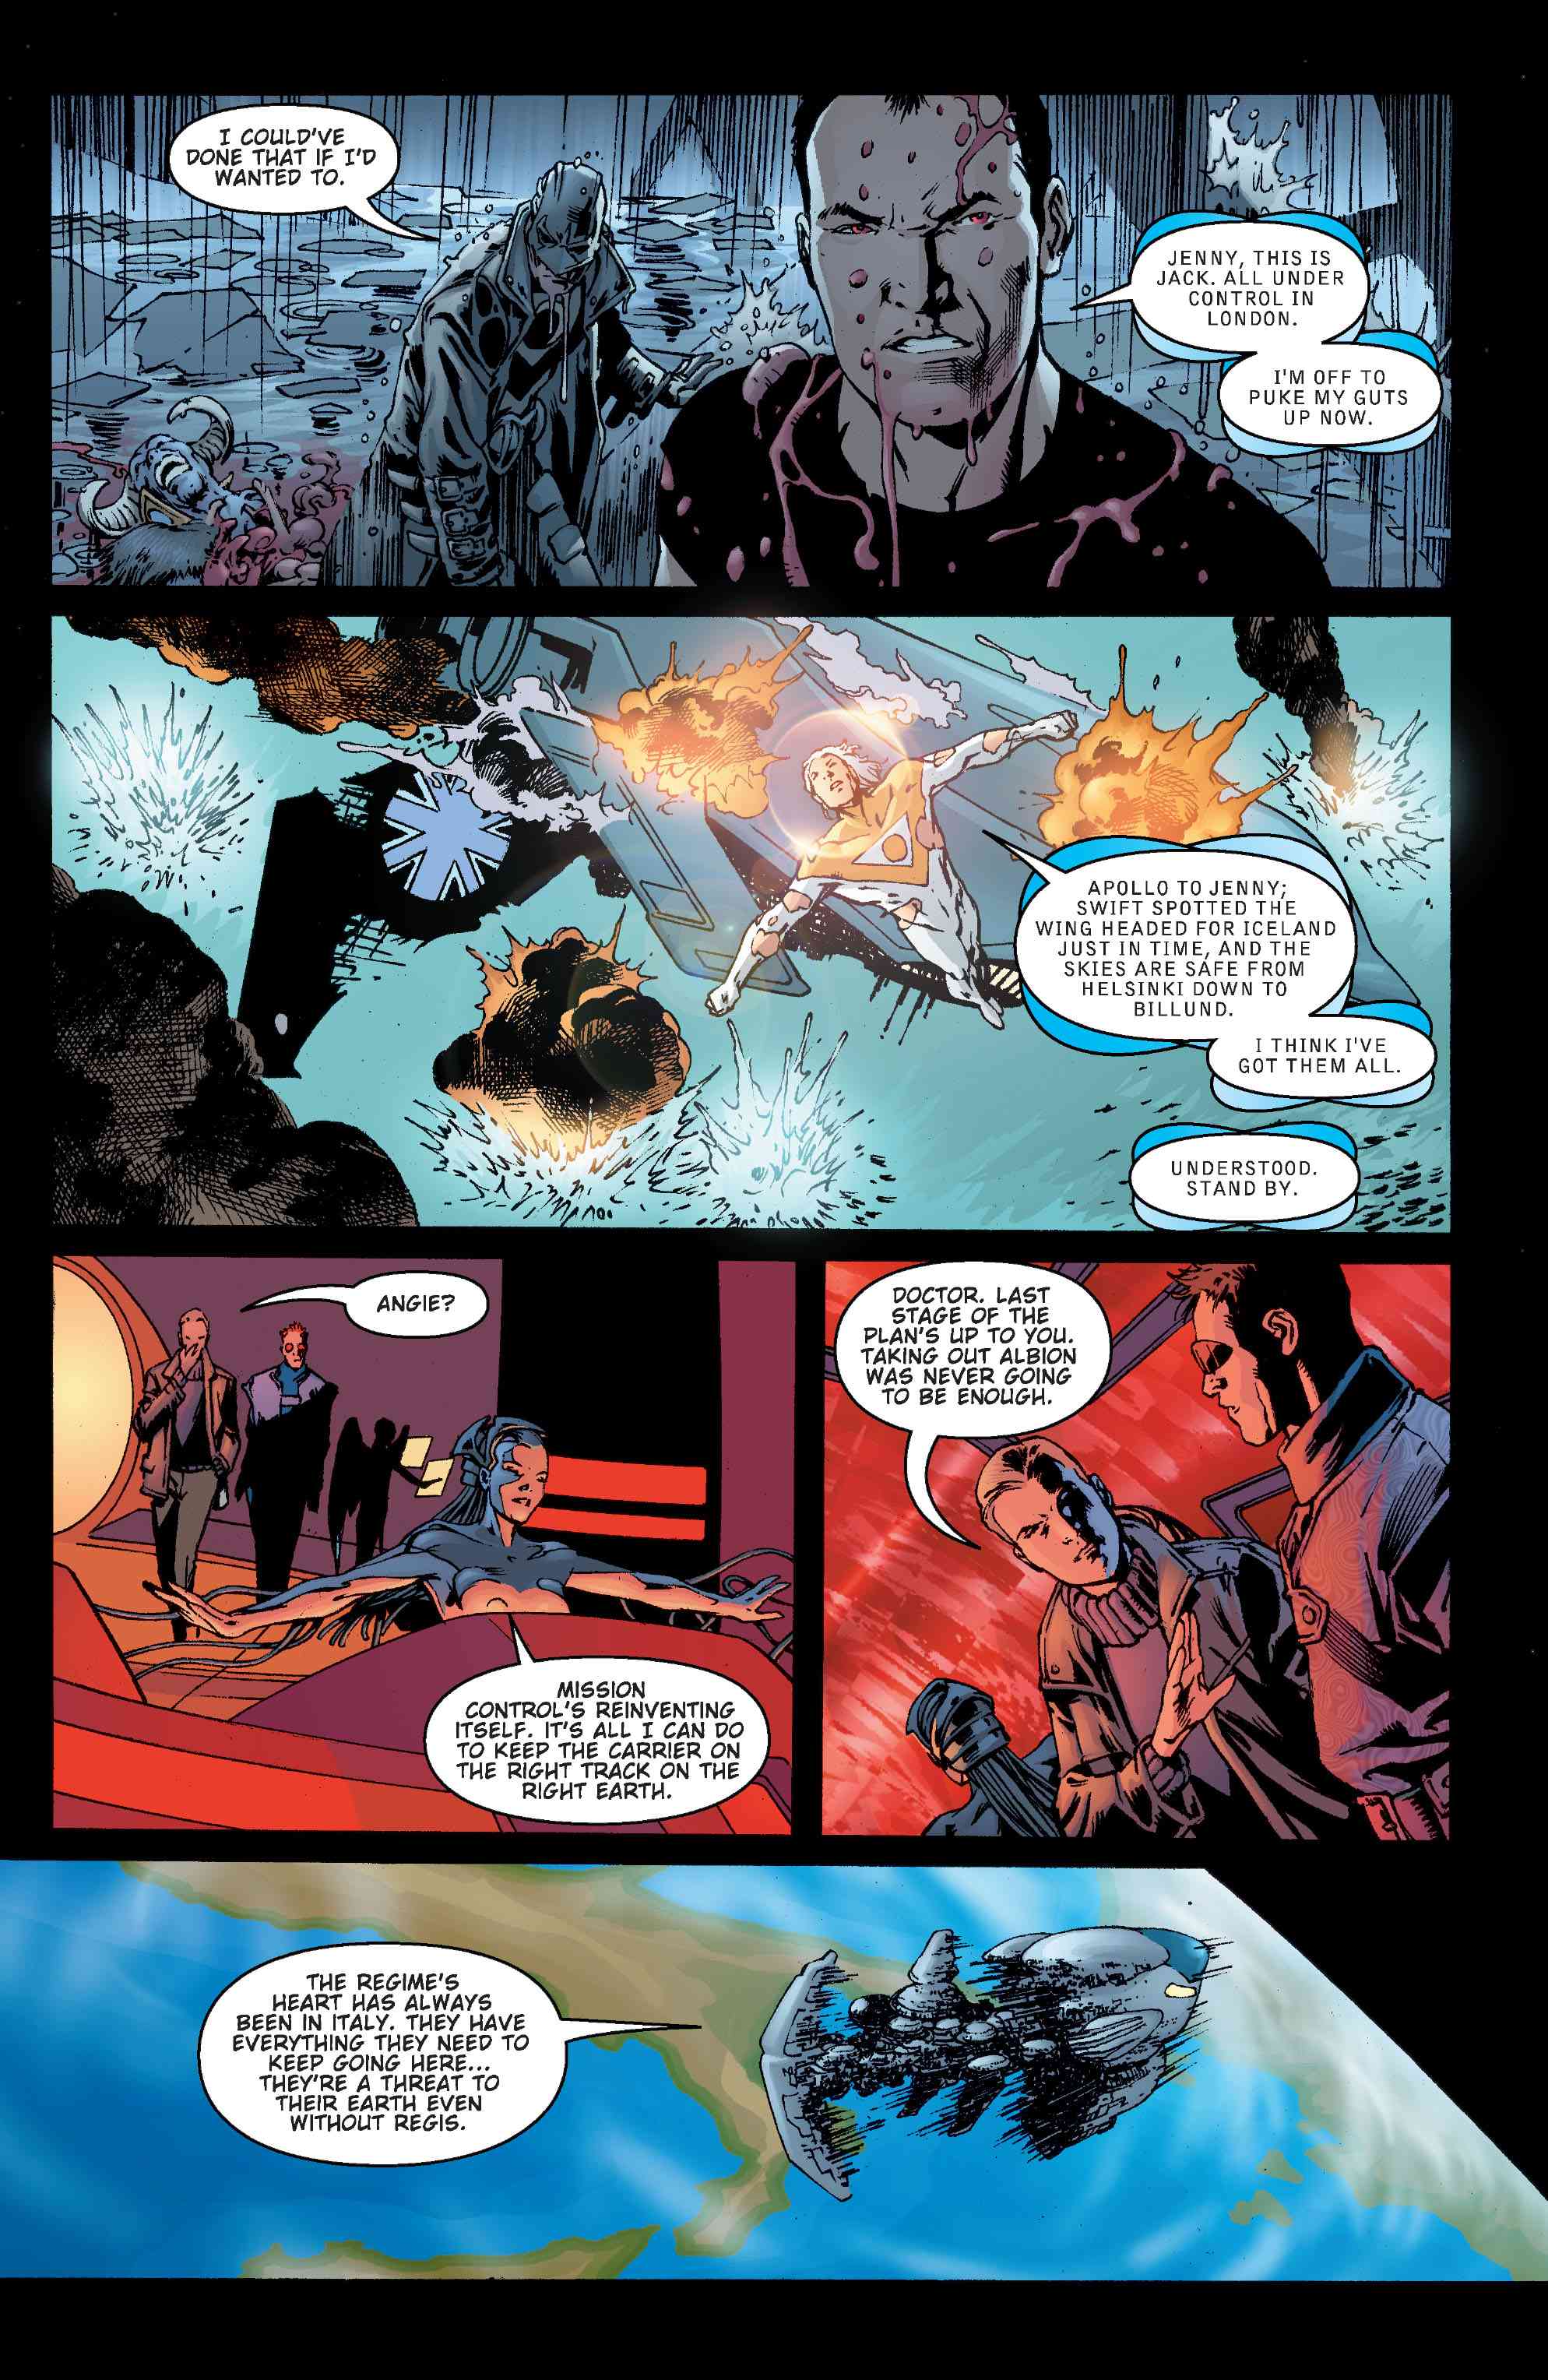 I COULD'VE
DONE THAT IF I'D
WANTED TO.
JENNY, THIS IS
JACK. ALL UNDER
CONTROL IN
LONDON.
I'M OFF TO
PUKE MY GUTS
UP NOW.
APOLLO TO JENNY;
SWIFT SPOTTED THE
WING HEADED FOR ICELAND
JUST IN TIME, AND THE
SKIES ARE SAFE FROM
HELSINKI DOWN TO
BILLUND.
I THINK I'VE
GOT THEM ALL.
UNDERSTOOD.
STAND BY.
ANGIE?
MISSION
CONTROL'S REINVENTING
ITSELF. IT'S ALL I CAN DO
TO KEEP THE CARRIER ON
THE RIGHT TRACK ON THE
RIGHT EARTH.
DOCTOR. LAST
STAGE OF THE
PLAN'S UP TO YOU.
TAKING OUT ALBION
WAS NEVER GOING
TO BE ENOUGH.
THE REGIME'S
HEART HAS ALWAYS
BEEN IN ITALY. THEY HAVE
EVERYTHING THEY NEED TO
KEEP GOING HERE...
THEY'RE A THREAT TO
THEIR EARTH EVEN
WITHOUT REGIS.